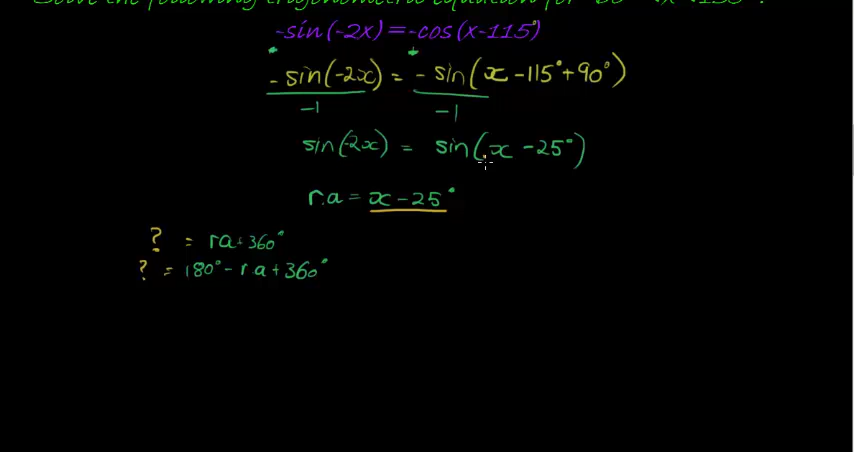 -sin(-2x)=-cos(x-115°)
- sin(-2x) = - sin(x - 115° + 90°)
-1 -1
sin(-2x) = sin(x - 25°)
r.a = x - 25°
? = ra + 360°
? = 180° - r.a + 360°